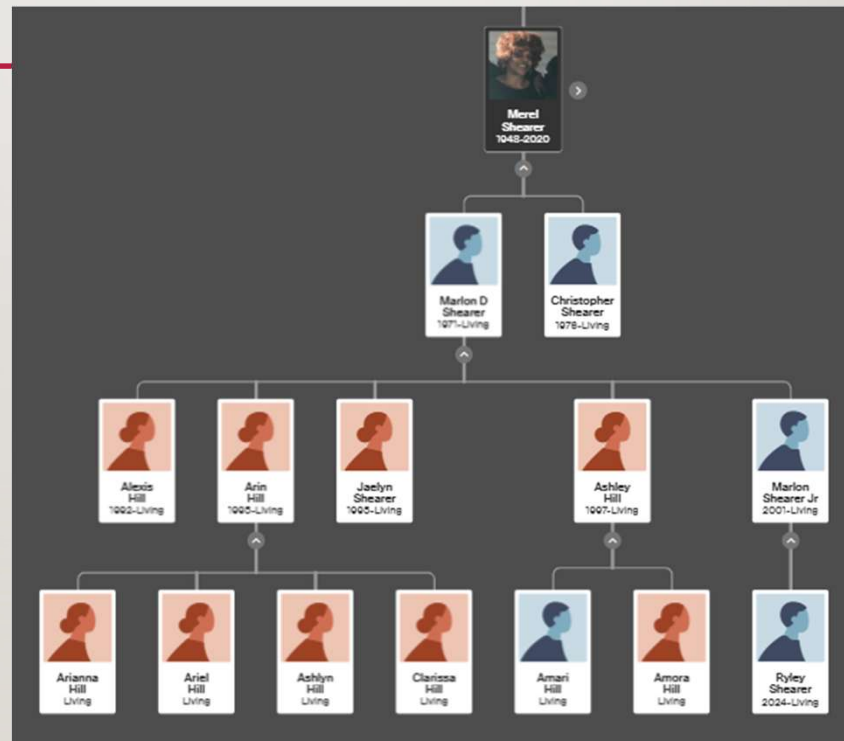 Merel
Shearer
1948-2020
Marlon D
Shearer
1971-Living
Christopher
Shearer
1978-Living
Alexis
Hill
1992-Living
Arin
Hill
1995-Living
Jaelyn
Shearer
1995-Living
Ashley
Hill
1997-Living
Marlon
Shearer Jr
2001-Living
Arianna
Hill
Living
Ariel
Hill
Living
Ashlyn
Hill
Living
Clarissa
Hill
Living
Amari
Hill
Living
Amora
Hill
Living
Ryley
Shearer
2024-Living